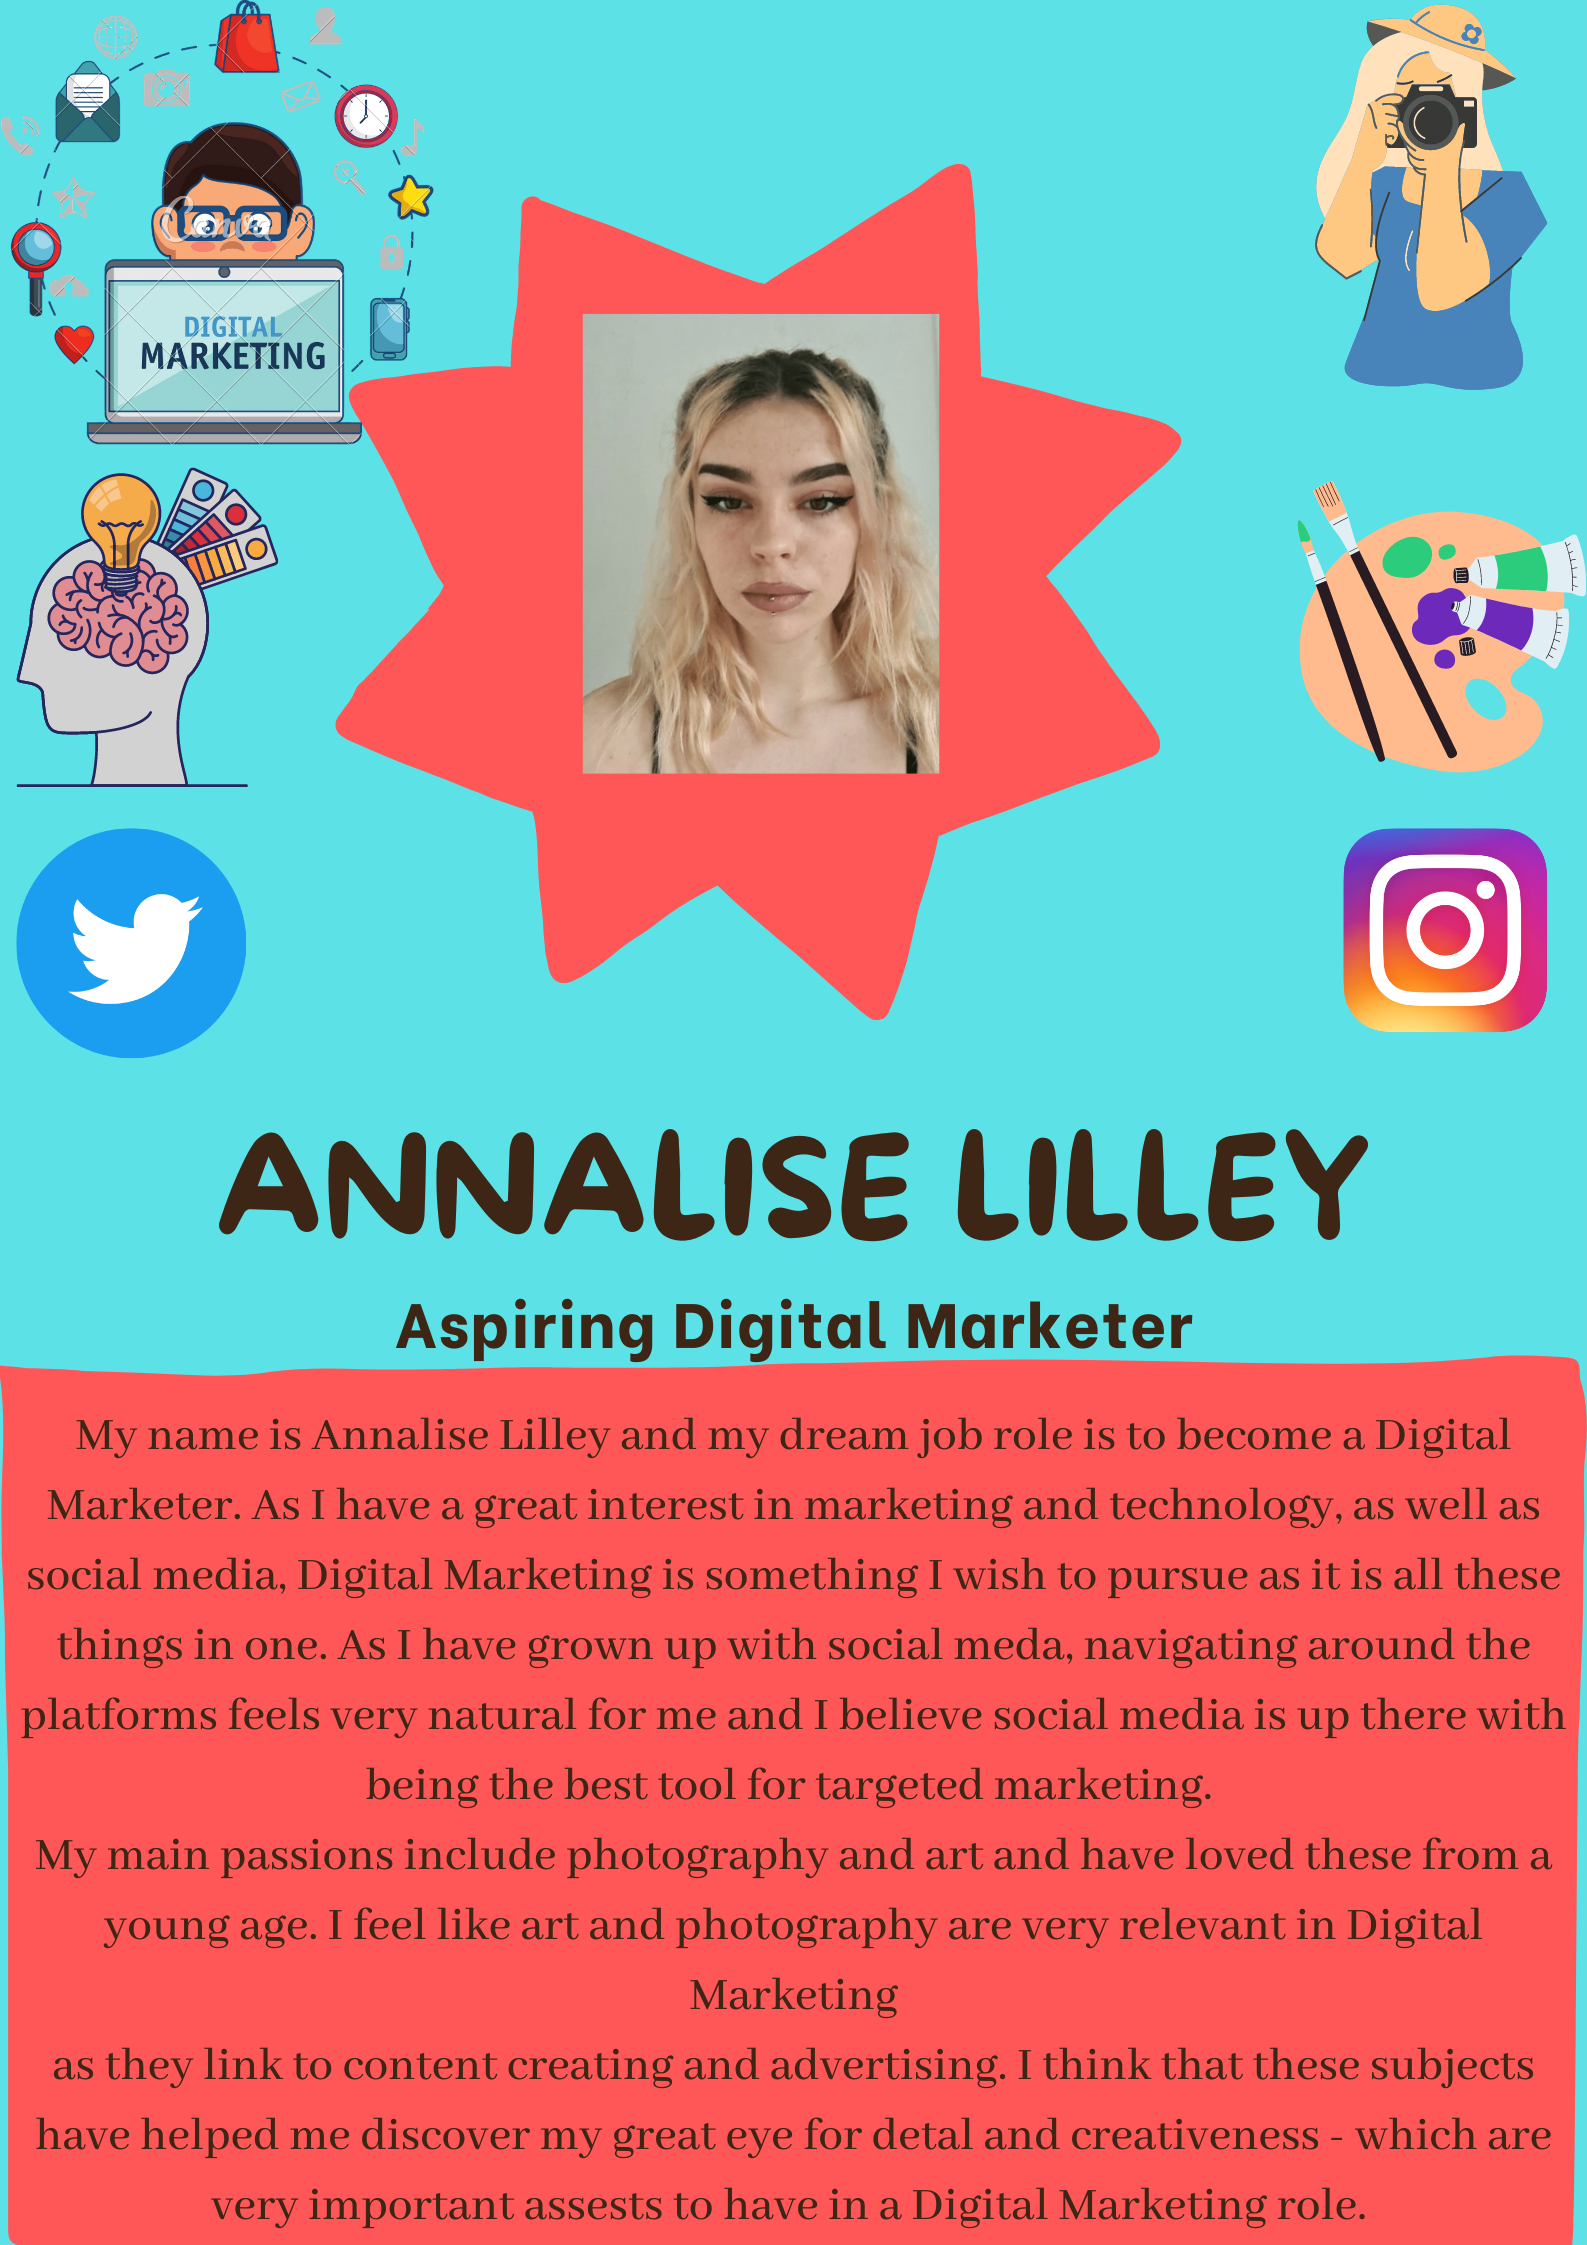 Canva
DIGITAL
MARKETING
ANNALISE LILLEY
Aspiring Digital Marketer
My name is Annalise Lilley and my dream job role is to become a Digital
Marketer. As I have a great interest in marketing and technology, as well as
social media, Digital Marketing is something I wish to pursue as it is all these
things in one. As I have grown up with social meda, navigating around the
platforms feels very natural for me and I believe social media is up there with
being the best tool for targeted marketing.
My main passions include photography and art and have loved these from a
young age. I feel like art and photography are very relevant in Digital
Marketing
as they link to content creating and advertising. I think that these subjects
have helped me discover my great eye for detal and creativeness - which are
very important assests to have in a Digital Marketing role.